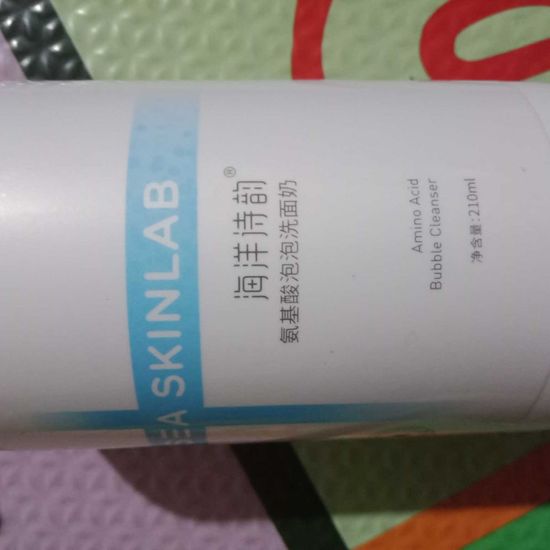 SEA SKINLAB
海洋诗韵®
氨基酸泡泡洗面奶
Amino Acid
Bubble Cleanser
净含量:210ml